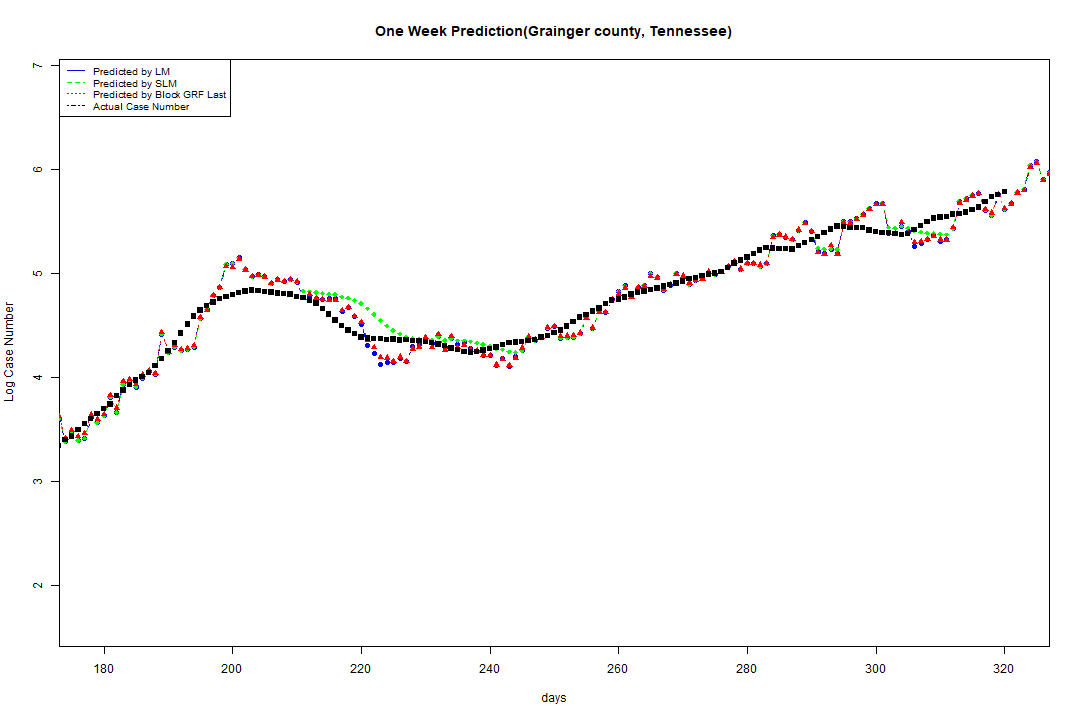 One Week Prediction(Grainger county, Tennessee)
Predicted by LM
Predicted by SLM
Predicted by Block GRF Last
Actual Case Number
7
6
5
4
3
2
Log Case Number
180 200 220 240 260 280 300 320
days